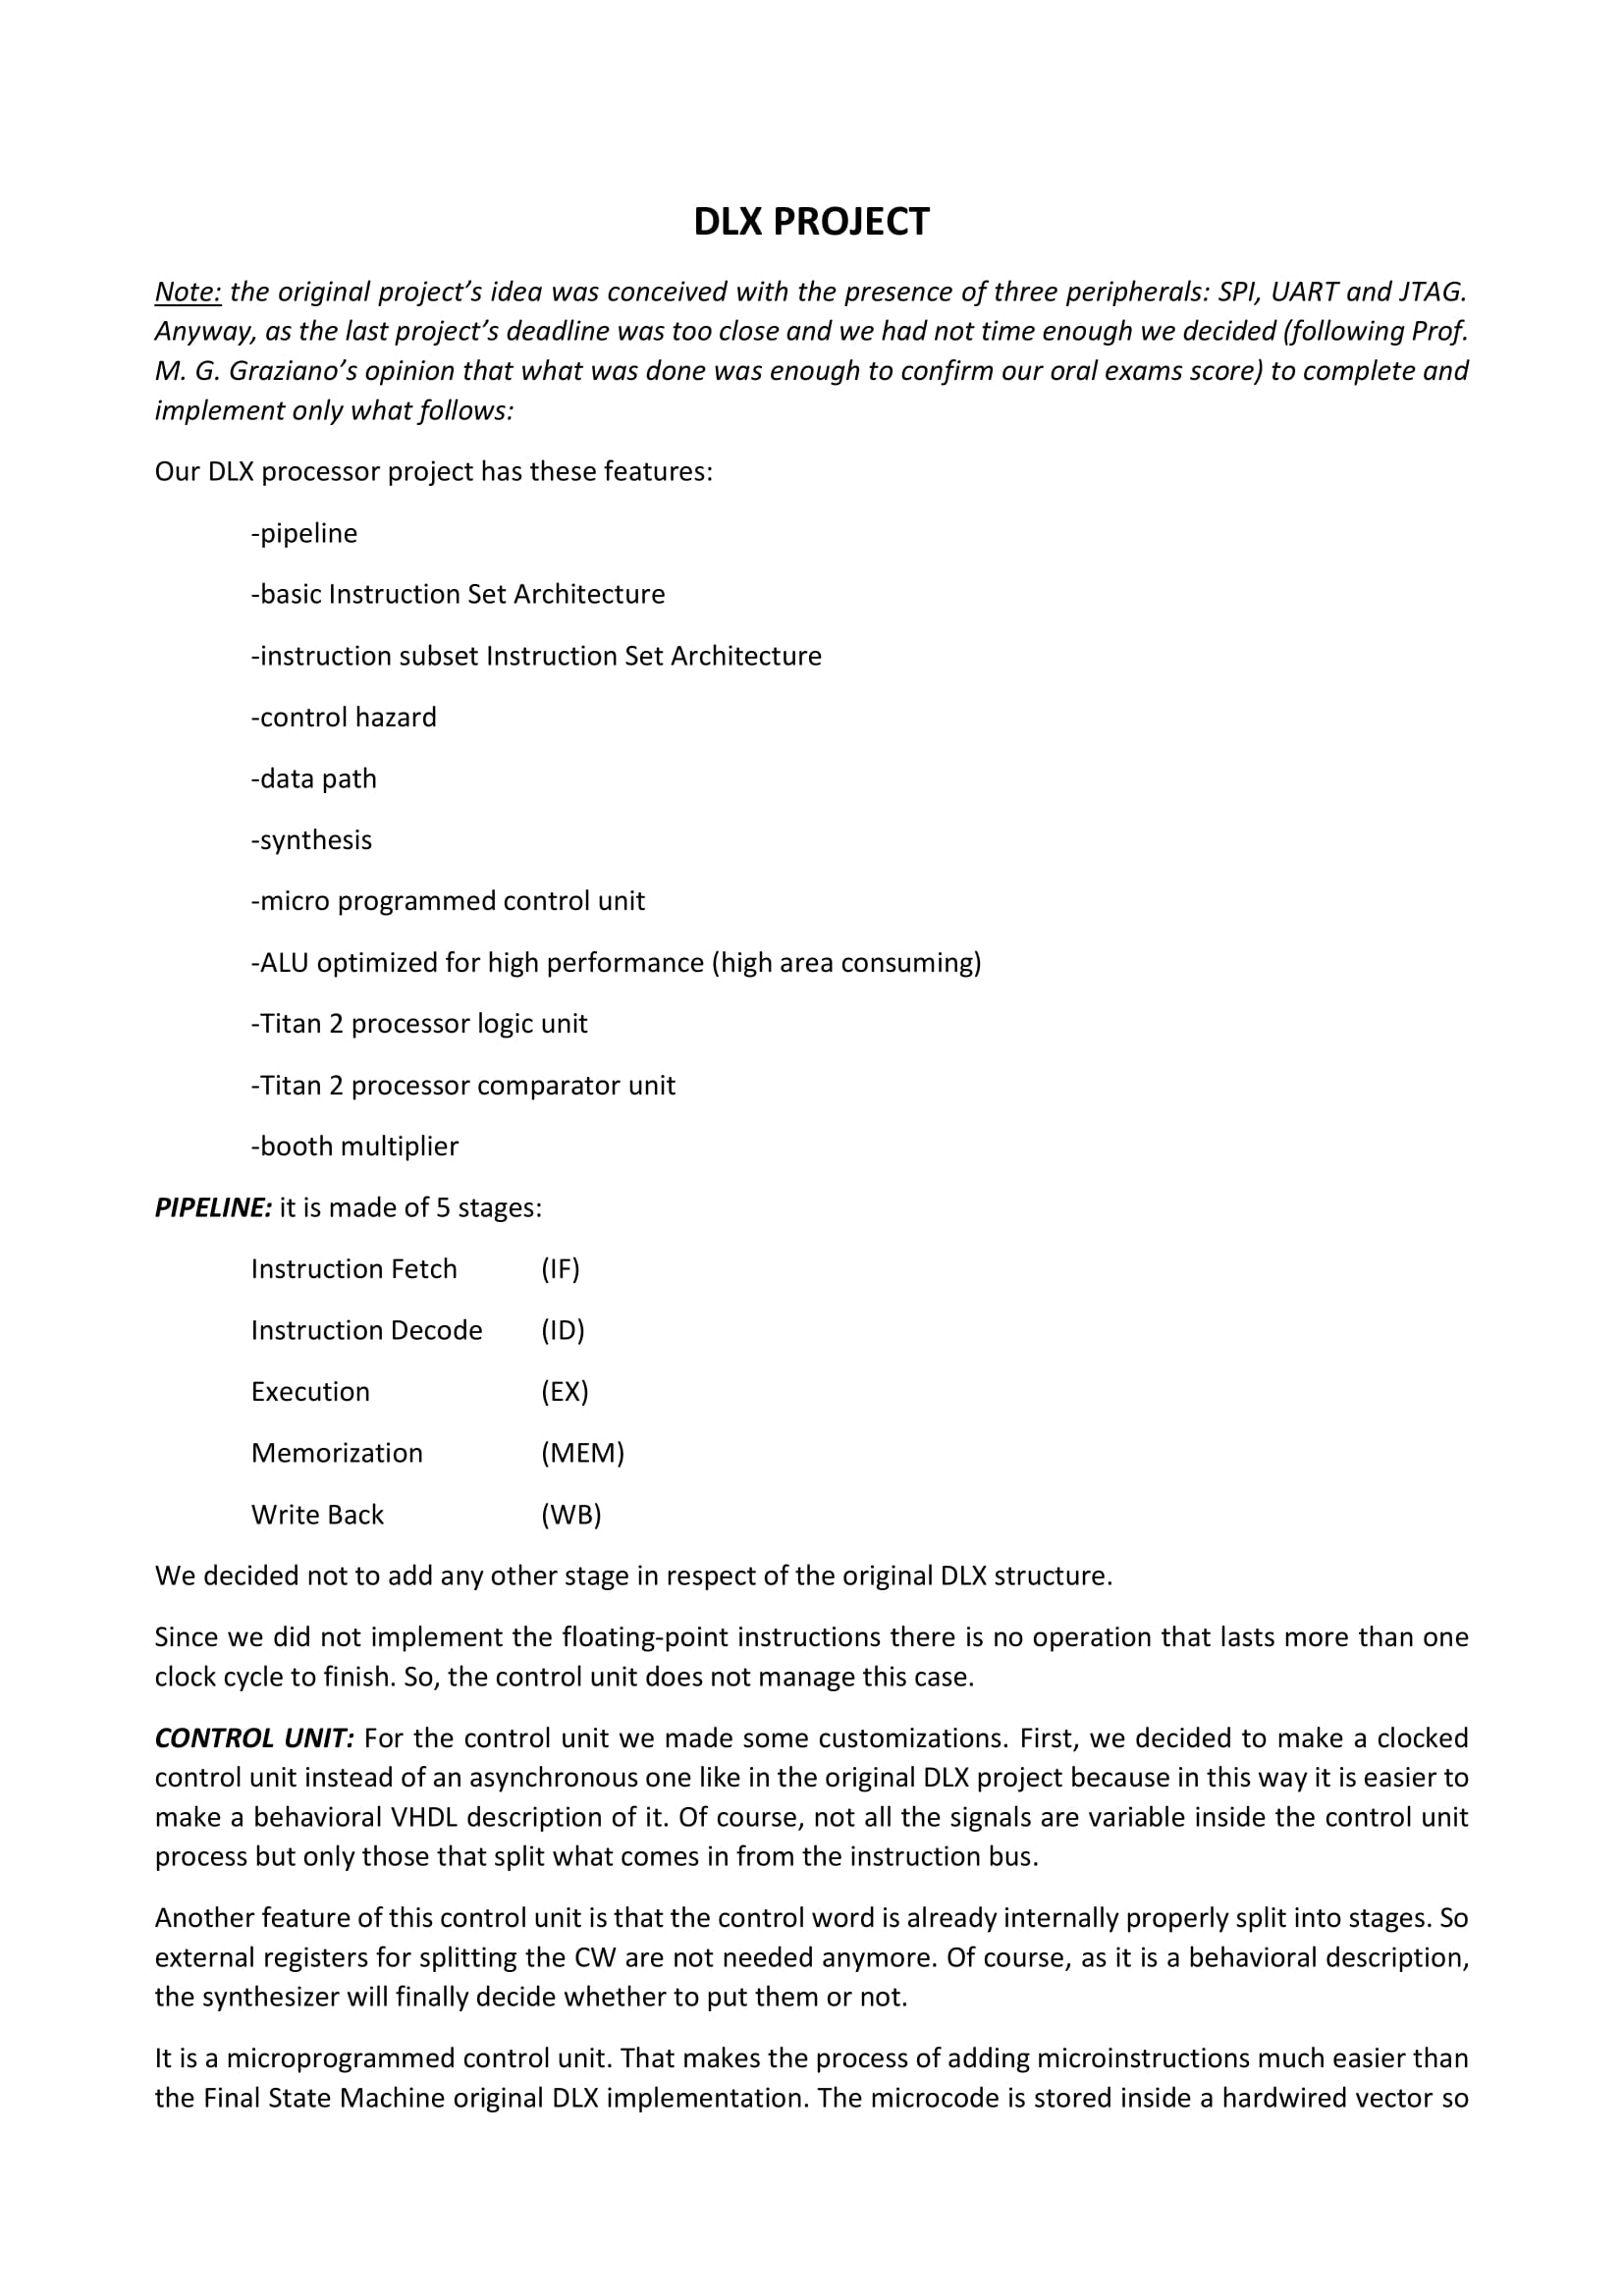 DLX PROJECT
Note: the original project’s idea was conceived with the presence of three peripherals: SPI, UART and JTAG.
Anyway, as the last project’s deadline was too close and we had not time enough we decided (following Prof.
M. G. Graziano’s opinion that what was done was enough to confirm our oral exams score) to complete and
implement only what follows:
Our DLX processor project has these features:
-pipeline
-basic Instruction Set Architecture
-instruction subset Instruction Set Architecture
-control hazard
-data path
-synthesis
-micro programmed control unit
-ALU optimized for high performance (high area consuming)
-Titan 2 processor logic unit
-Titan 2 processor comparator unit
-booth multiplier
PIPELINE: it is made of 5 stages:
Instruction Fetch (IF)
Instruction Decode (ID)
Execution (EX)
Memorization (MEM)
Write Back (WB)
We decided not to add any other stage in respect of the original DLX structure.
Since we did not implement the floating-point instructions there is no operation that lasts more than one
clock cycle to finish. So, the control unit does not manage this case.
CONTROL UNIT: For the control unit we made some customizations. First, we decided to make a clocked
control unit instead of an asynchronous one like in the original DLX project because in this way it is easier to
make a behavioral VHDL description of it. Of course, not all the signals are variable inside the control unit
process but only those that split what comes in from the instruction bus.
Another feature of this control unit is that the control word is already internally properly split into stages. So
external registers for splitting the CW are not needed anymore. Of course, as it is a behavioral description,
the synthesizer will finally decide whether to put them or not.
It is a microprogrammed control unit. That makes the process of adding microinstructions much easier than
the Final State Machine original DLX implementation. The microcode is stored inside a hardwired vector so